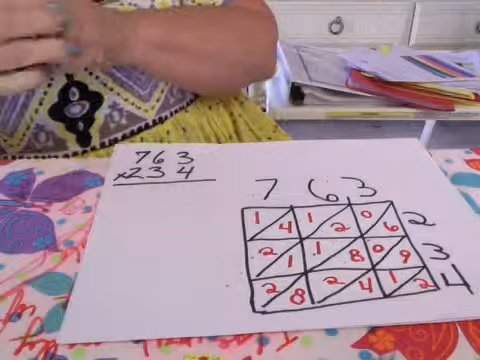 763
x234
7 6 3
1 4 1 2 0 6 2
2 1 1 8 0 9 3
2 8 2 4 1 2 4